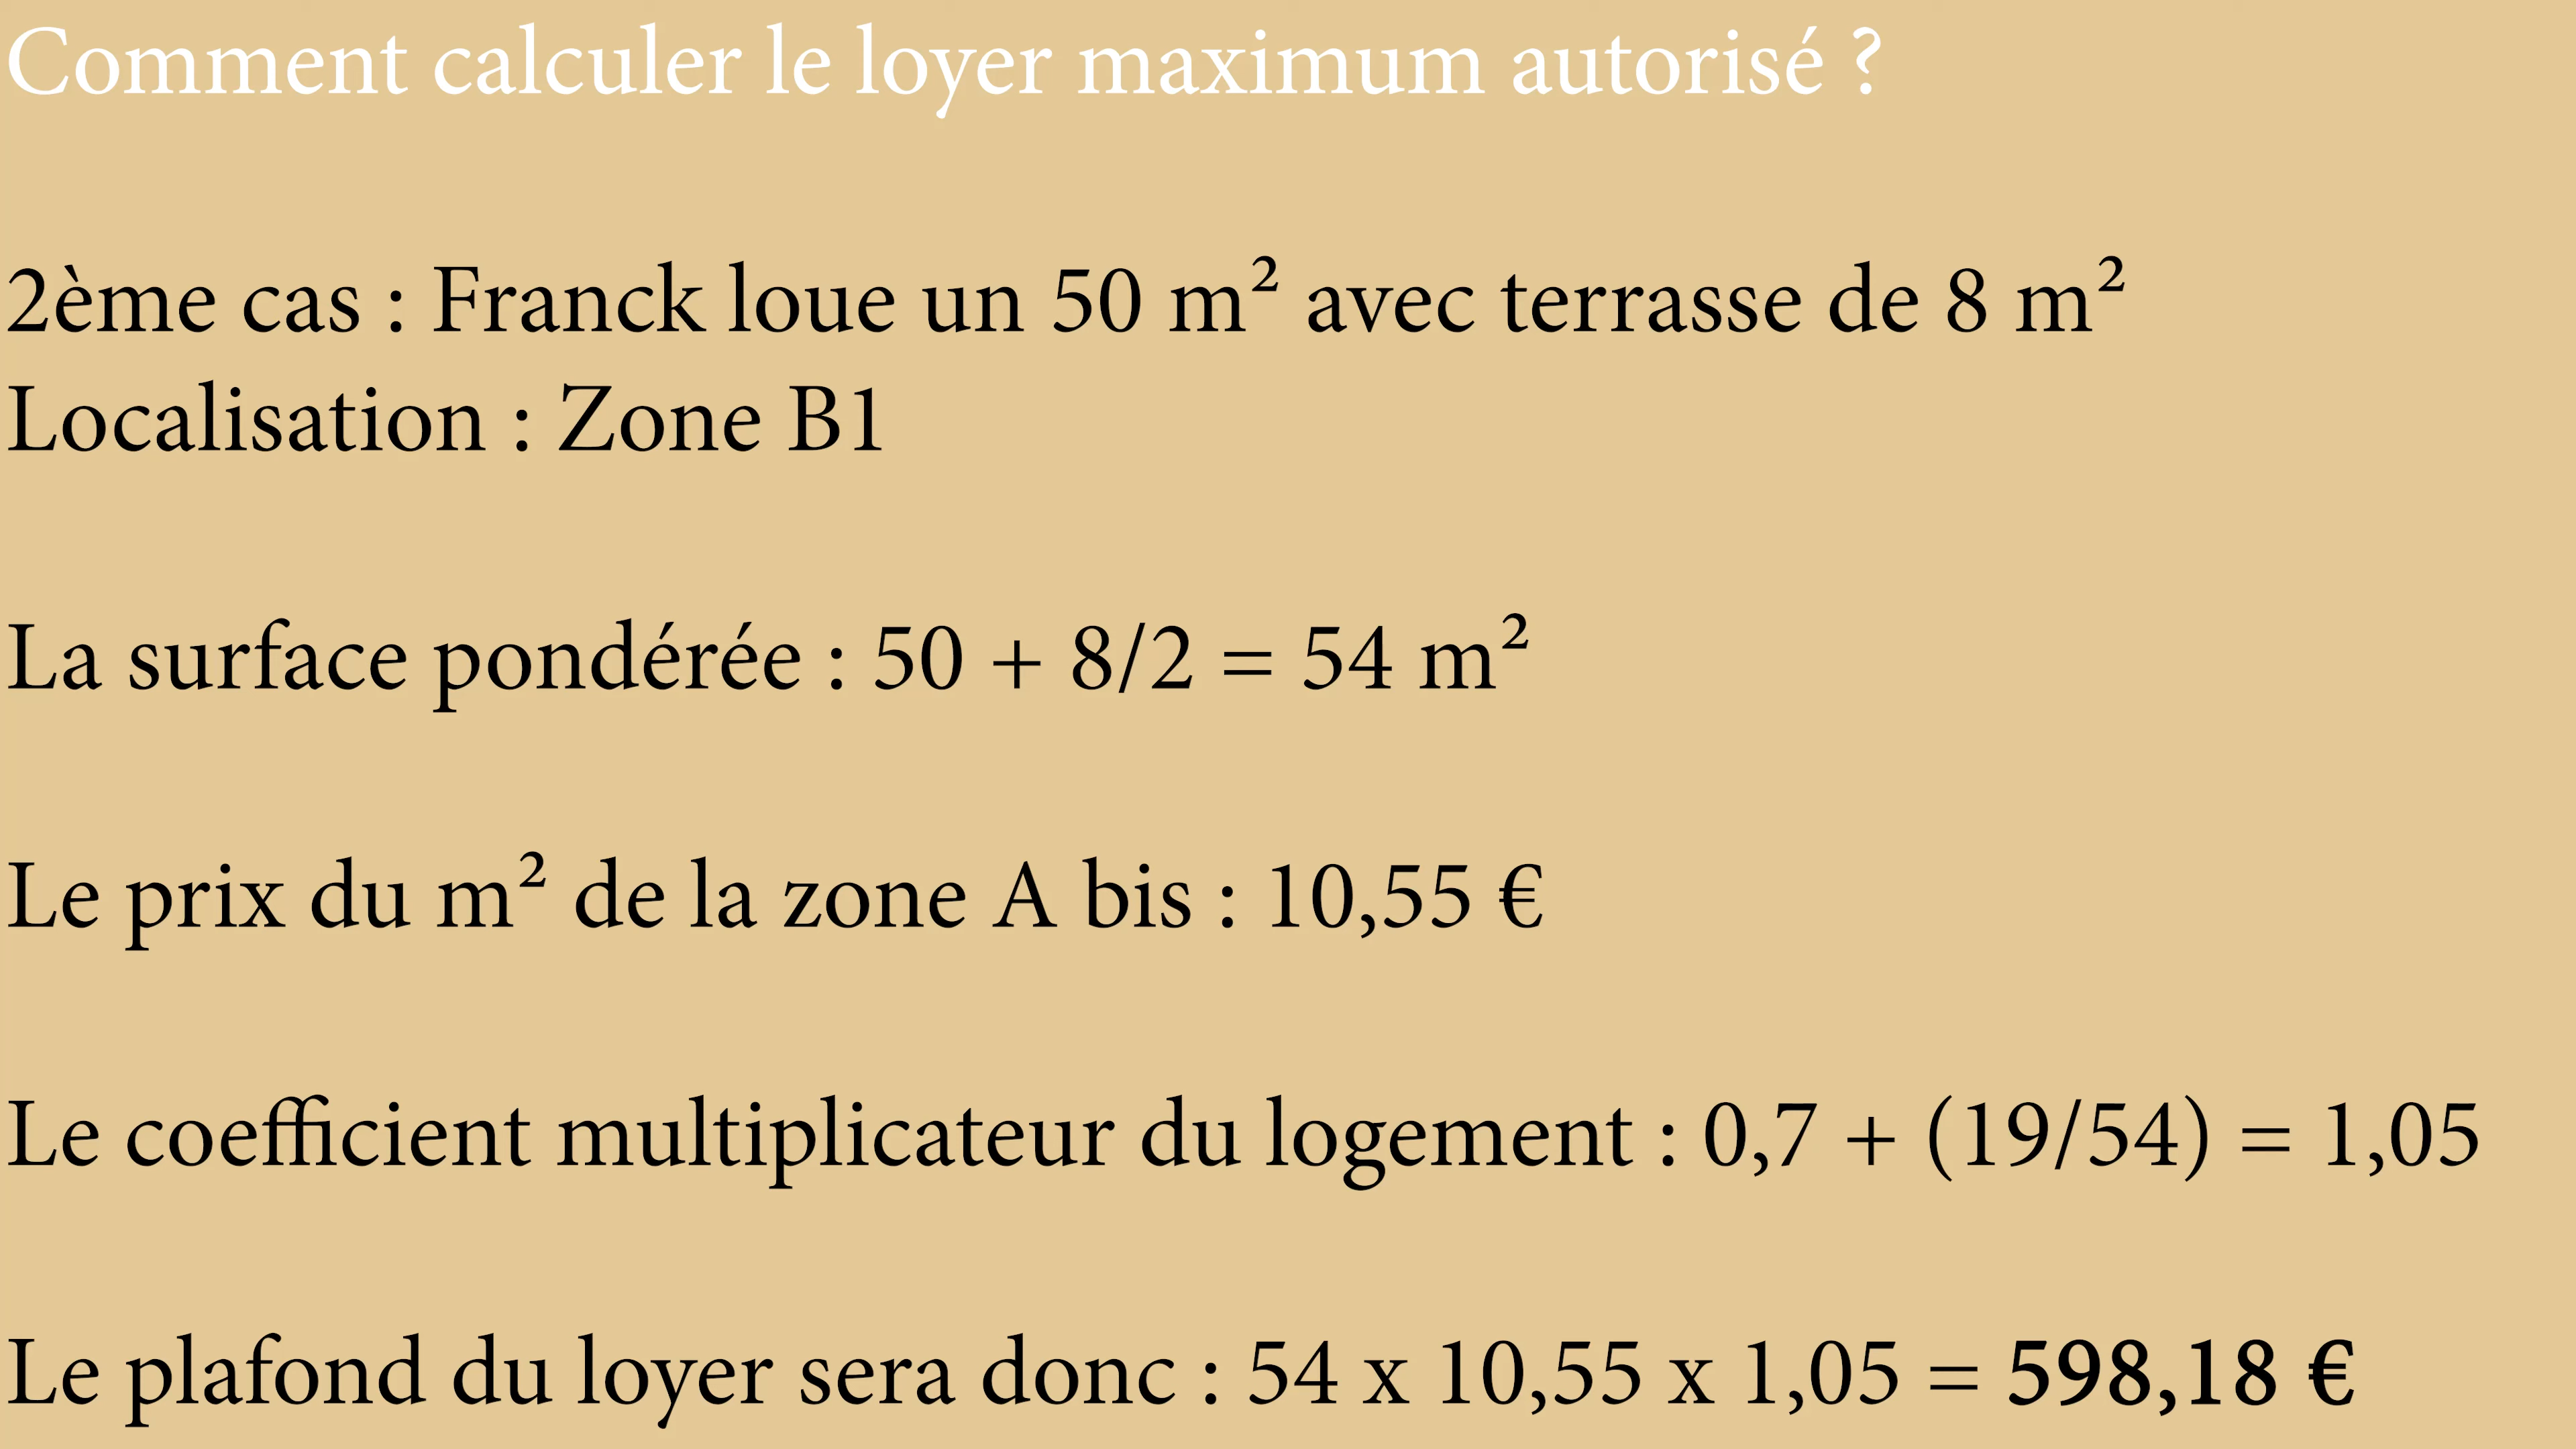 Comment calculer le loyer maximum autorisé ?
2ème cas : Franck loue un 50 m² avec terrasse de 8 m²
Localisation : Zone B1
La surface pondérée : 50 + 8/2 = 54 m²
Le prix du m² de la zone A bis : 10,55 €
Le coefficient multiplicateur du logement : 0,7 + (19/54) = 1,05
Le plafond du loyer sera donc : 54 x 10,55 x 1,05 = 598,18 €